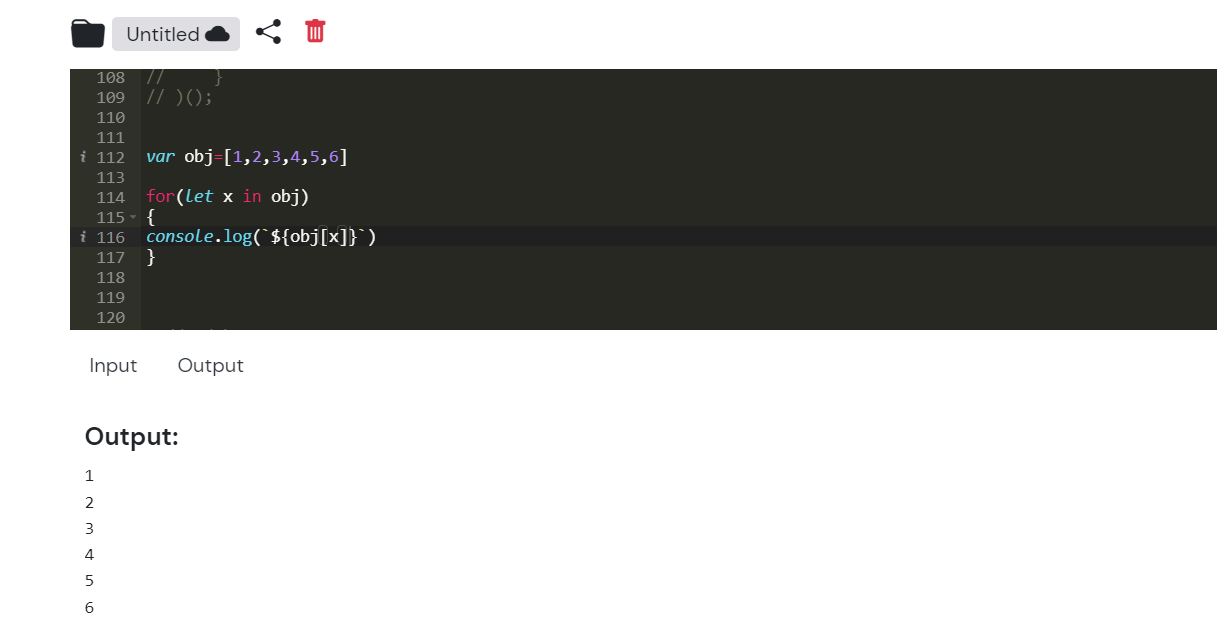 Untitled
108 //     }
109 // )();
110
111
i 112 var obj=[1,2,3,4,5,6]
113
114 for(let x in obj)
115 {
i 116 console.log(`${obj[x]}`)
117 }
118
119
120
Input Output
Output:
1
2
3
4
5
6